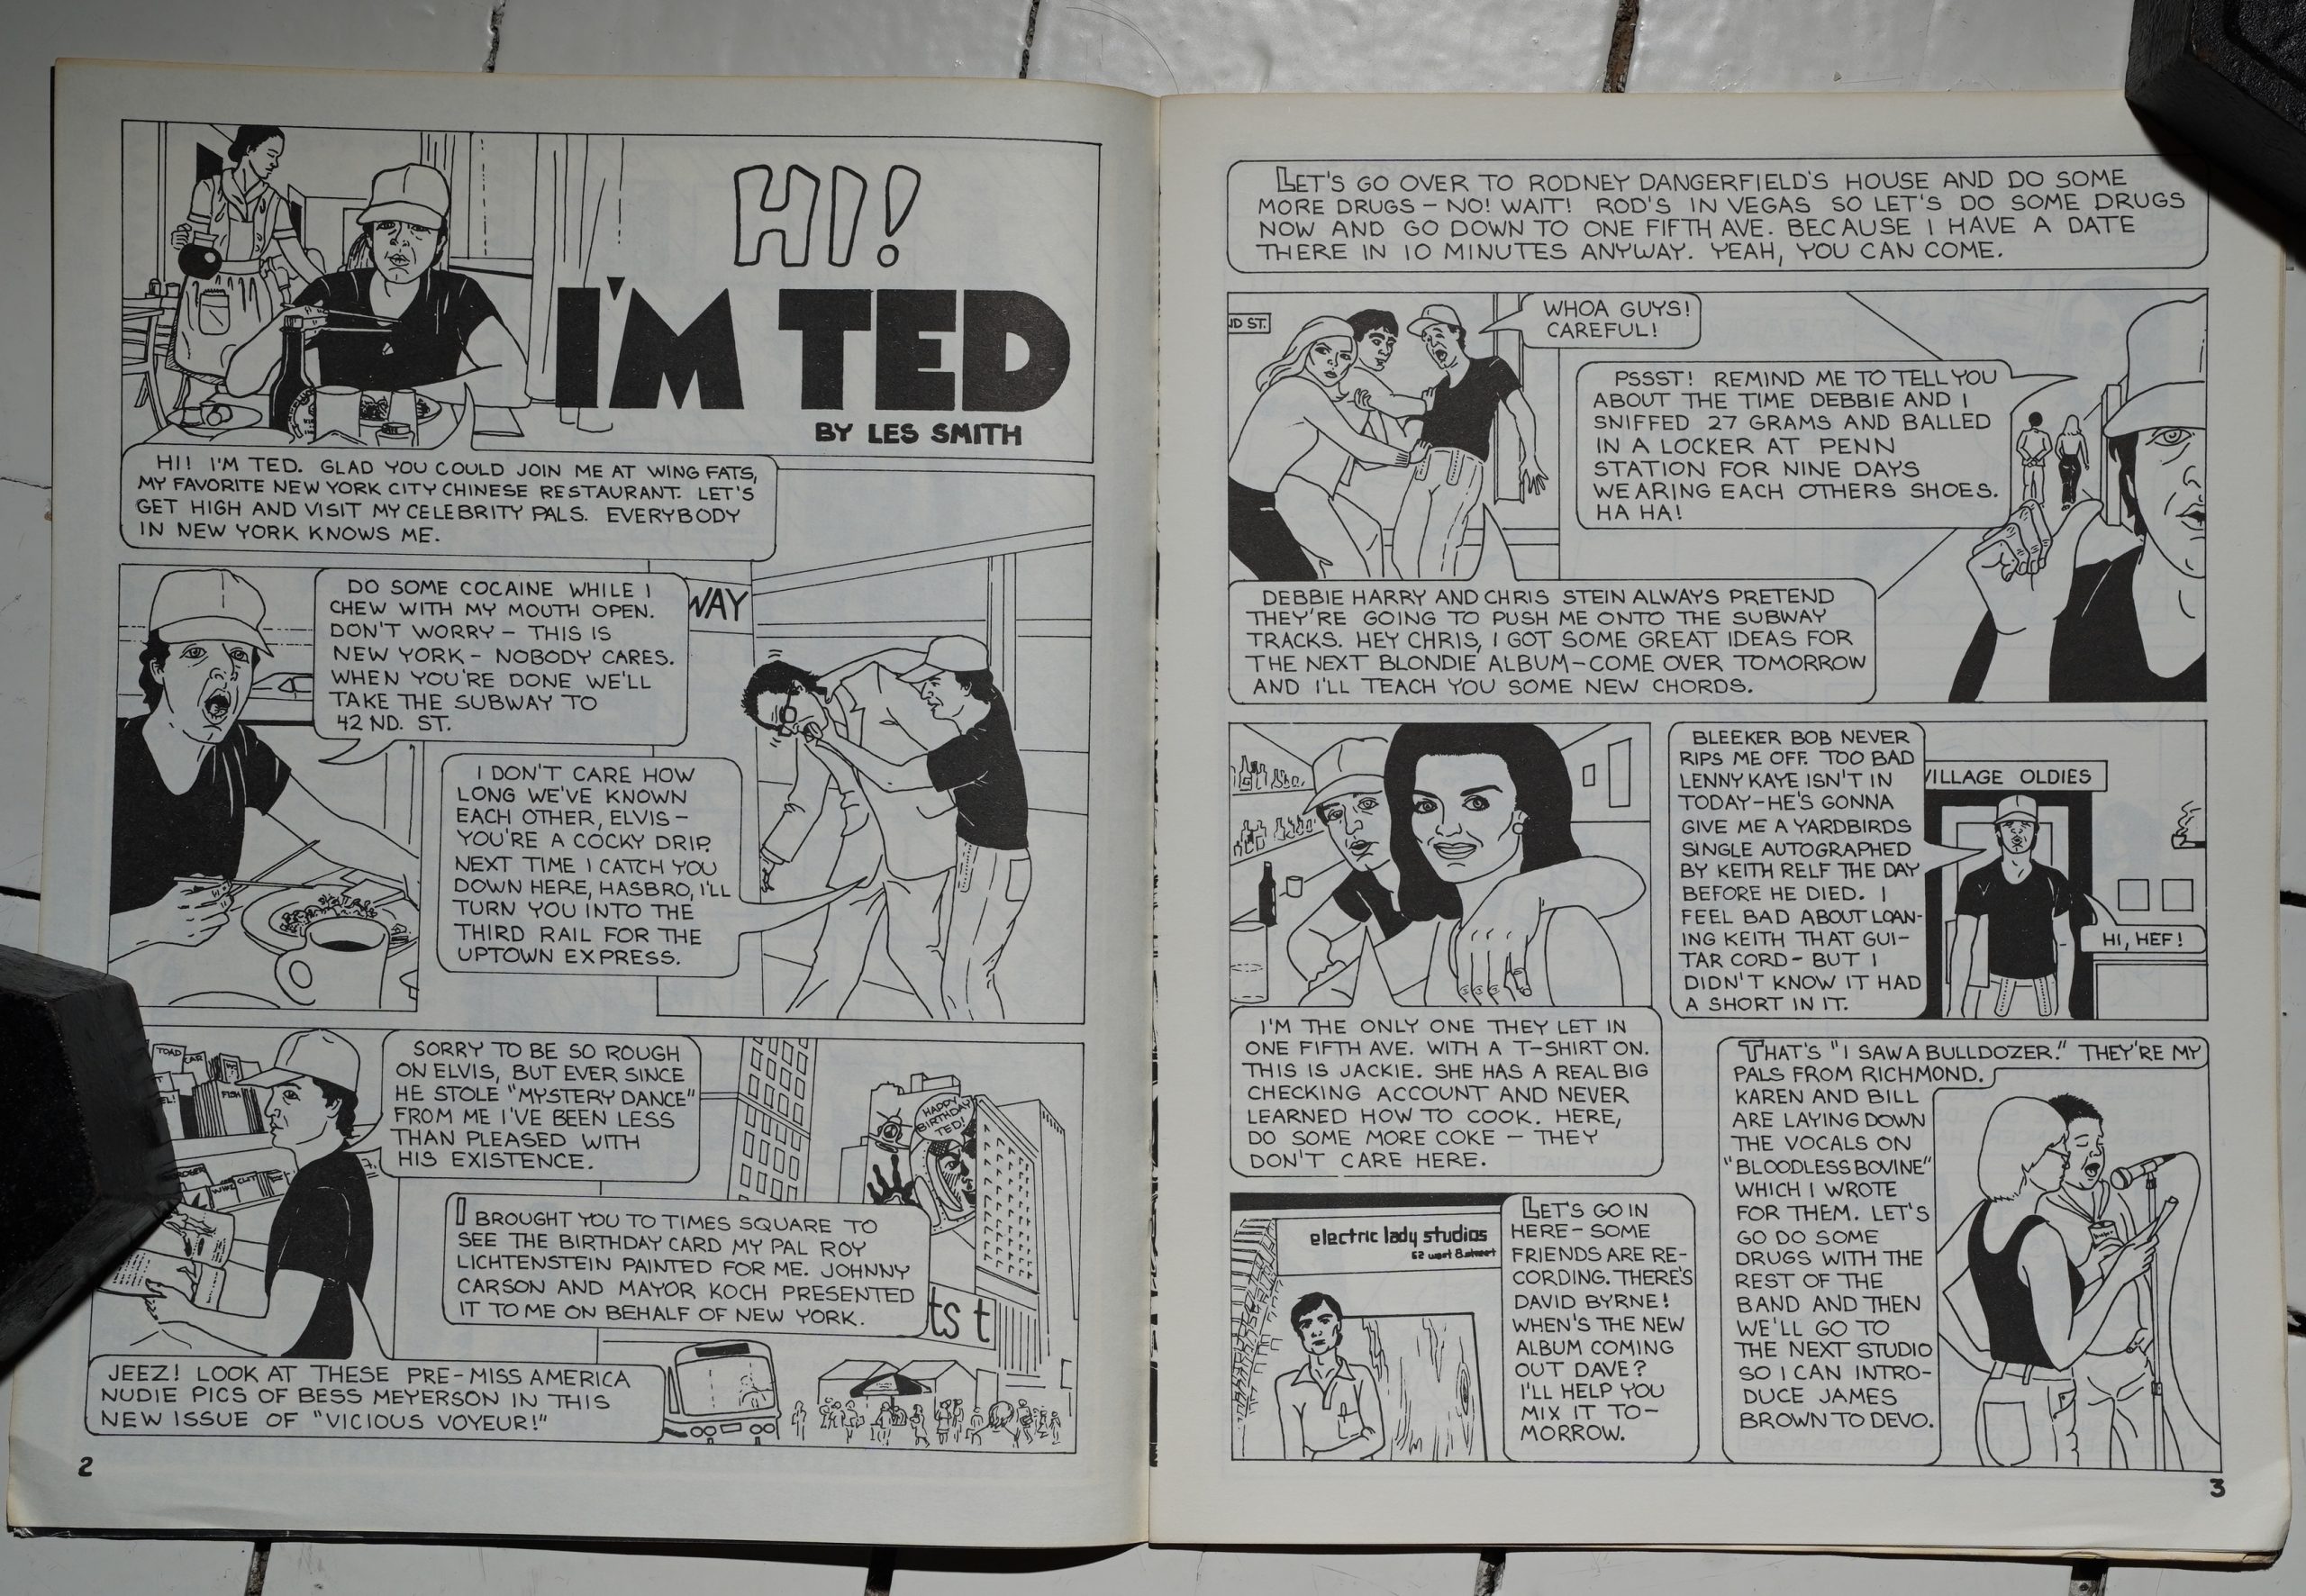 HI!
I'M TED
BY LES SMITH
HI! I'M TED. GLAD YOU COULD JOIN ME AT WING FATS,
MY FAVORITE NEW YORK CITY CHINESE RESTAURANT. LET'S
GET HIGH AND VISIT MY CELEBRITY PALS. EVERYBODY
IN NEW YORK KNOWS ME.
DO SOME COCAINE WHILE I
CHEW WITH MY MOUTH OPEN.
DON'T WORRY – THIS IS
NEW YORK – NOBODY CARES.
WHEN YOU'RE DONE WE'LL
TAKE THE SUBWAY TO
42 ND. ST.
WAY
I DON'T CARE HOW
LONG WE'VE KNOWN
EACH OTHER, ELVIS –
YOU'RE A COCKY DRIP.
NEXT TIME I CATCH YOU
DOWN HERE, HASBRO, I'LL
TURN YOU INTO THE
THIRD RAIL FOR THE
UPTOWN EXPRESS.
TOAD
CAR
FISH
EL!
SORRY TO BE SO ROUGH
ON ELVIS, BUT EVER SINCE
HE STOLE "MYSTERY DANCE"
FROM ME I'VE BEEN LESS
THAN PLEASED WITH
HIS EXISTENCE.
HAPPY
BIRTHDAY
TED!
I BROUGHT YOU TO TIMES SQUARE TO
SEE THE BIRTHDAY CARD MY PAL ROY
LICHTENSTEIN PAINTED FOR ME. JOHNNY
CARSON AND MAYOR KOCH PRESENTED
IT TO ME ON BEHALF OF NEW YORK.
ts t
JEEZ! LOOK AT THESE PRE-MISS AMERICA
NUDIE PICS OF BESS MEYERSON IN THIS
NEW ISSUE OF "VICIOUS VOYEUR!"
2
LET'S GO OVER TO RODNEY DANGERFIELD'S HOUSE AND DO SOME
MORE DRUGS – NO! WAIT! ROD'S IN VEGAS SO LET'S DO SOME DRUGS
NOW AND GO DOWN TO ONE FIFTH AVE. BECAUSE I HAVE A DATE
THERE IN 10 MINUTES ANYWAY. YEAH, YOU CAN COME.
ND ST.
WHOA GUYS!
CAREFUL!
PSSST! REMIND ME TO TELL YOU
ABOUT THE TIME DEBBIE AND I
SNIFFED 27 GRAMS AND BALLED
IN A LOCKER AT PENN
STATION FOR NINE DAYS
WEARING EACH OTHERS SHOES.
HA HA!
DEBBIE HARRY AND CHRIS STEIN ALWAYS PRETEND
THEY'RE GOING TO PUSH ME ONTO THE SUBWAY
TRACKS. HEY CHRIS, I GOT SOME GREAT IDEAS FOR
THE NEXT BLONDIE ALBUM – COME OVER TOMORROW
AND I'LL TEACH YOU SOME NEW CHORDS.
I'M THE ONLY ONE THEY LET IN
ONE FIFTH AVE. WITH A T-SHIRT ON.
THIS IS JACKIE. SHE HAS A REAL BIG
CHECKING ACCOUNT AND NEVER
LEARNED HOW TO COOK. HERE,
DO SOME MORE COKE – THEY
DON'T CARE HERE.
BLEEKER BOB NEVER
RIPS ME OFF. TOO BAD
LENNY KAYE ISN'T IN
TODAY – HE'S GONNA
GIVE ME A YARDBIRDS
SINGLE AUTOGRAPHED
BY KEITH RELF THE DAY
BEFORE HE DIED. I
FEEL BAD ABOUT LOAN-
ING KEITH THAT GUI-
TAR CORD – BUT I
DIDN'T KNOW IT HAD
A SHORT IN IT.
VILLAGE OLDIES
HI, HEF!
electric lady studios
52 west 8 street
LET'S GO IN
HERE – SOME
FRIENDS ARE RE-
CORDING. THERE'S
DAVID BYRNE!
WHEN'S THE NEW
ALBUM COMING
OUT DAVE?
I'LL HELP YOU
MIX IT TO-
MORROW.
THAT'S "I SAW A BULLDOZER." THEY'RE MY
PALS FROM RICHMOND.
KAREN AND BILL
ARE LAYING DOWN
THE VOCALS ON
"BLOODLESS BOVINE"
WHICH I WROTE
FOR THEM. LET'S
GO DO SOME
DRUGS WITH THE
REST OF THE
BAND AND THEN
WE'LL GO TO
THE NEXT STUDIO
SO I CAN INTRO-
DUCE JAMES
BROWN TO DEVO.
3